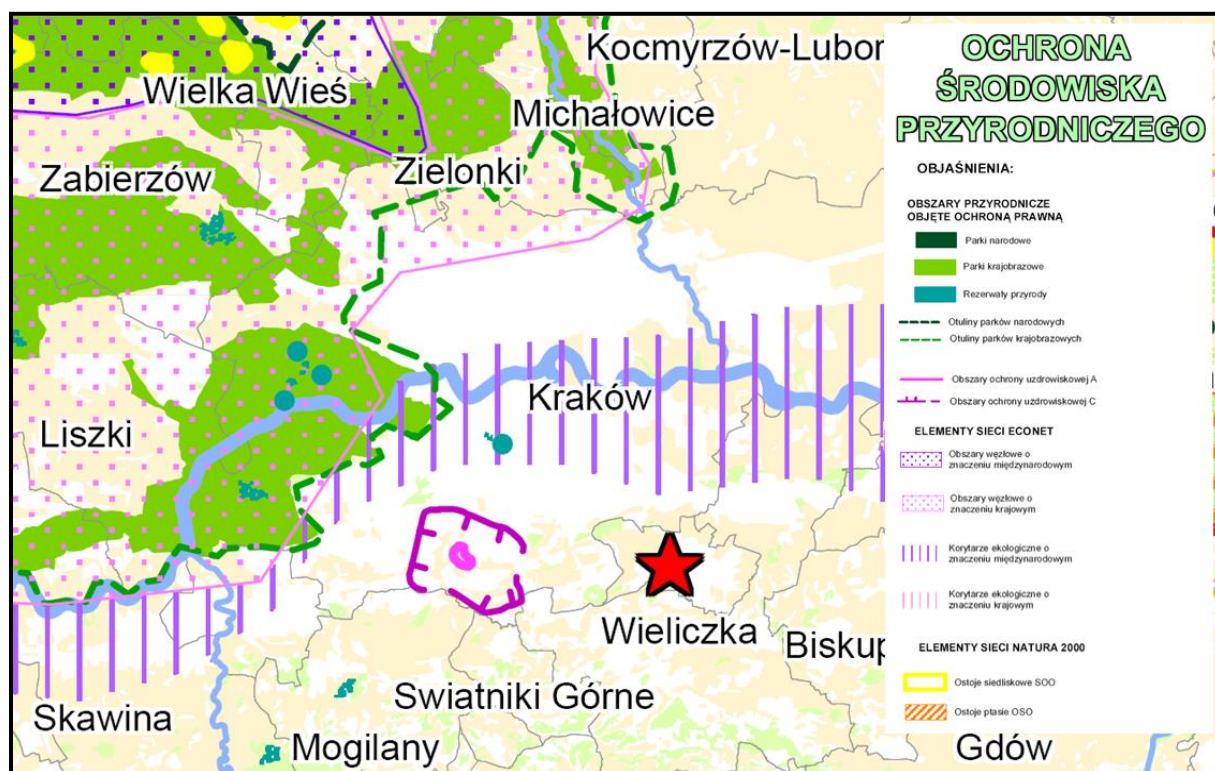 Kocmyrzów-Lubor
Wielka Wieś
Michałowice
Zielonki
Zabierzów
Kraków
Liszki
Wieliczka
Biskup
Swiatniki Górne
Skawina
Mogilany
Gdów
OCHRONA
ŚRODOWISKA
PRZYRODNICZEGO
OBJAŚNIENIA:
OBSZARY PRZYRODNICZE
OBJĘTE OCHRONĄ PRAWNĄ
Parki narodowe
Parki krajobrazowe
Rezerwaty przyrody
Otuliny parków narodowych
Otuliny parków krajobrazowych
Obszary ochrony uzdrowiskowej A
Obszary ochrony uzdrowiskowej C
ELEMENTY SIECI ECONET
Obszary węzłowe o
znaczeniu międzynarodowym
Obszary węzłowe o
znaczeniu krajowym
Korytarze ekologiczne o
znaczeniu międzynarodowym
Korytarze ekologiczne o
znaczeniu krajowym
ELEMENTY SIECI NATURA 2000
Ostoje siedliskowe SOO
Ostoje ptasie OSO